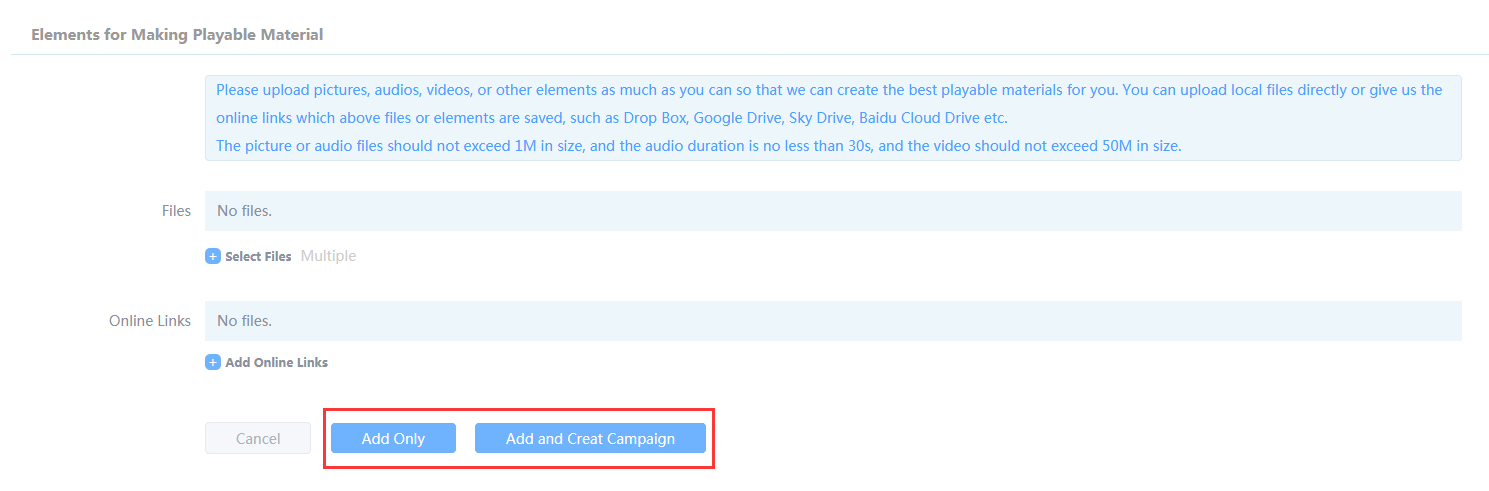 Elements for Making Playable Material
Please upload pictures, audios, videos, or other elements as much as you can so that we can create the best playable materials for you. You can upload local files directly or give us the
online links which above files or elements are saved, such as Drop Box, Google Drive, Sky Drive, Baidu Cloud Drive etc.
The picture or audio files should not exceed 1M in size, and the audio duration is no less than 30s, and the video should not exceed 50M in size.
Files No files.
+ Select Files Multiple
Online Links No files.
+ Add Online Links
Cancel Add Only Add and Creat Campaign